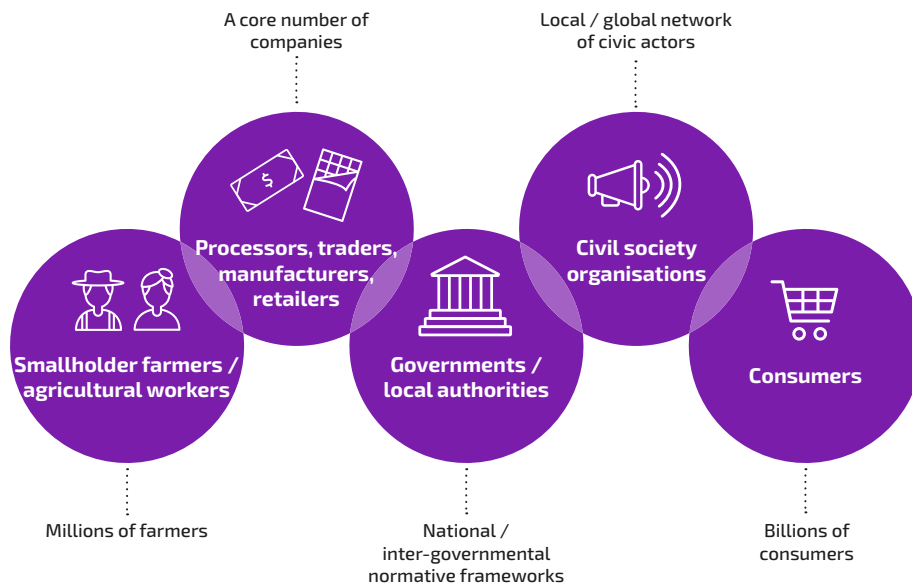 A core number of
companies
Local / global network
of civic actors
$
Processors, traders,
manufacturers,
retailers
Civil society
organisations
Smallholder farmers /
agricultural workers
Governments /
local authorities
Consumers
Millions of farmers
National /
inter-governmental
normative frameworks
Billions of
consumers